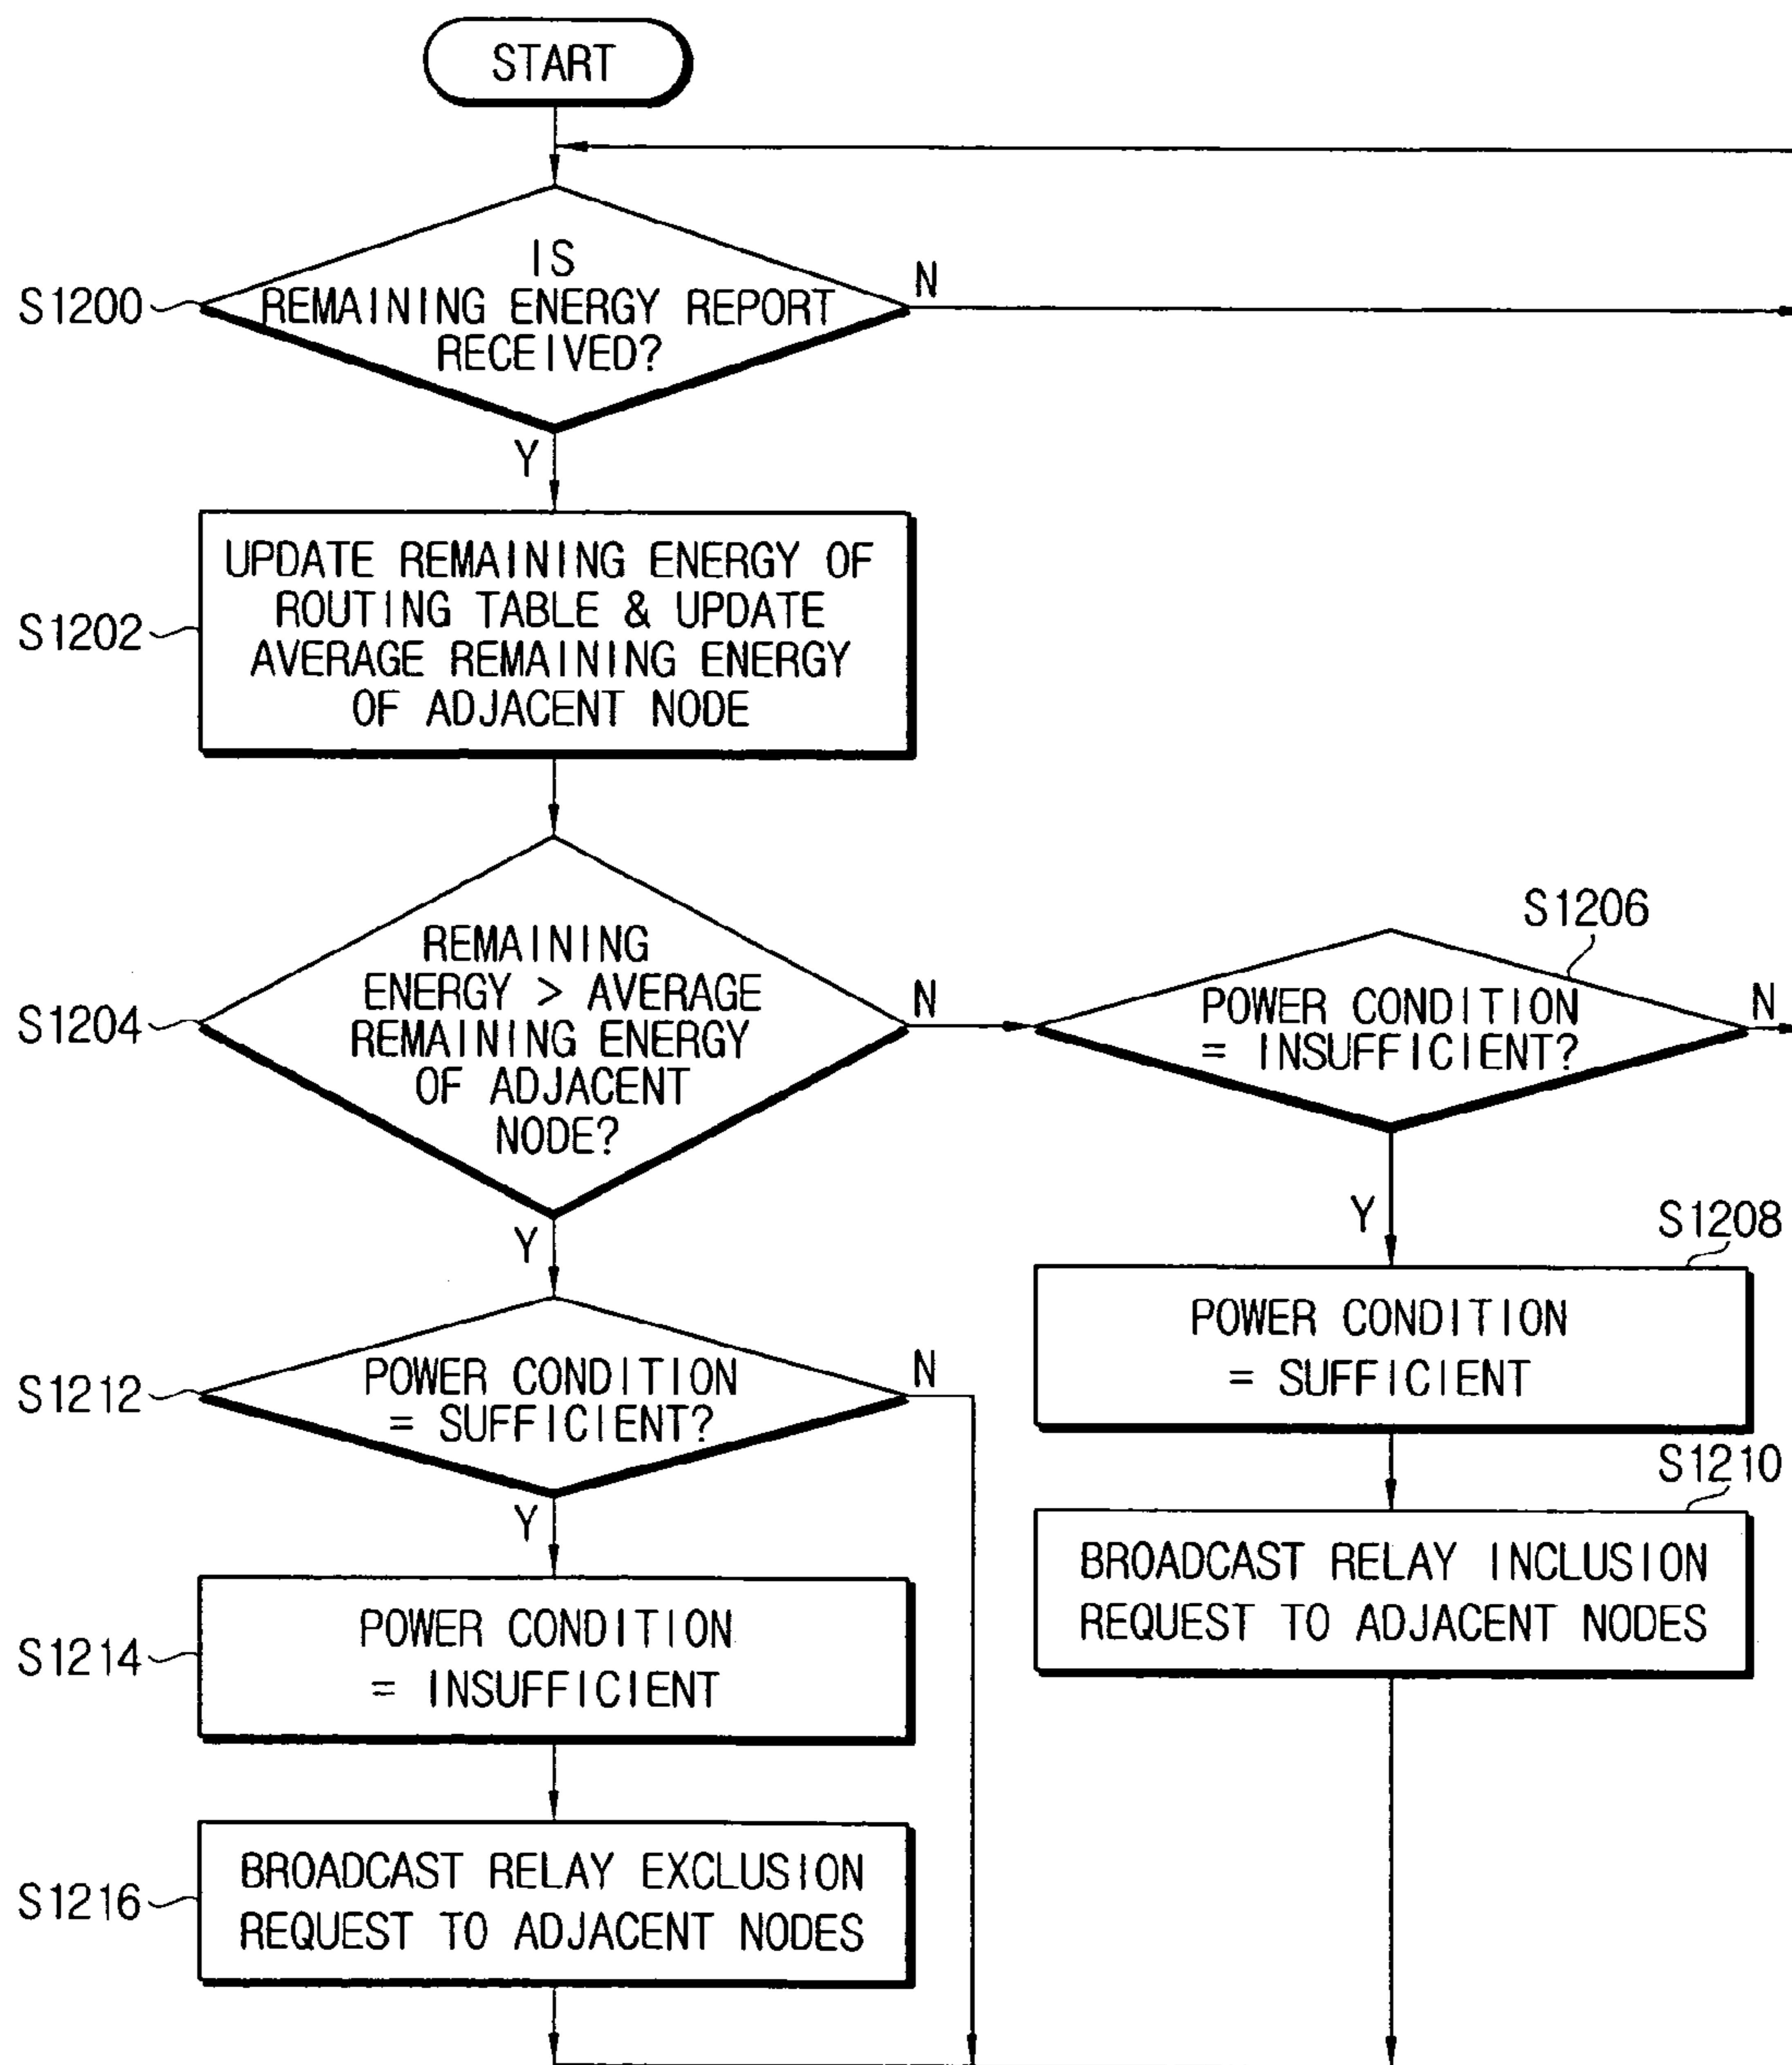 START
IS
REMAINING ENERGY REPORT
RECEIVED?
S1200
N
Y
UPDATE REMAINING ENERGY OF
ROUTING TABLE & UPDATE
AVERAGE REMAINING ENERGY
OF ADJACENT NODE
S1202
REMAINING
ENERGY > AVERAGE
REMAINING ENERGY
OF ADJACENT
NODE?
S1204
N
Y
S1206
POWER CONDITION
= INSUFFICIENT?
N
Y
S1208
POWER CONDITION
= SUFFICIENT
S1210
BROADCAST RELAY INCLUSION
REQUEST TO ADJACENT NODES
S1212
POWER CONDITION
= SUFFICIENT?
N
Y
S1214
POWER CONDITION
= INSUFFICIENT
S1216
BROADCAST RELAY EXCLUSION
REQUEST TO ADJACENT NODES